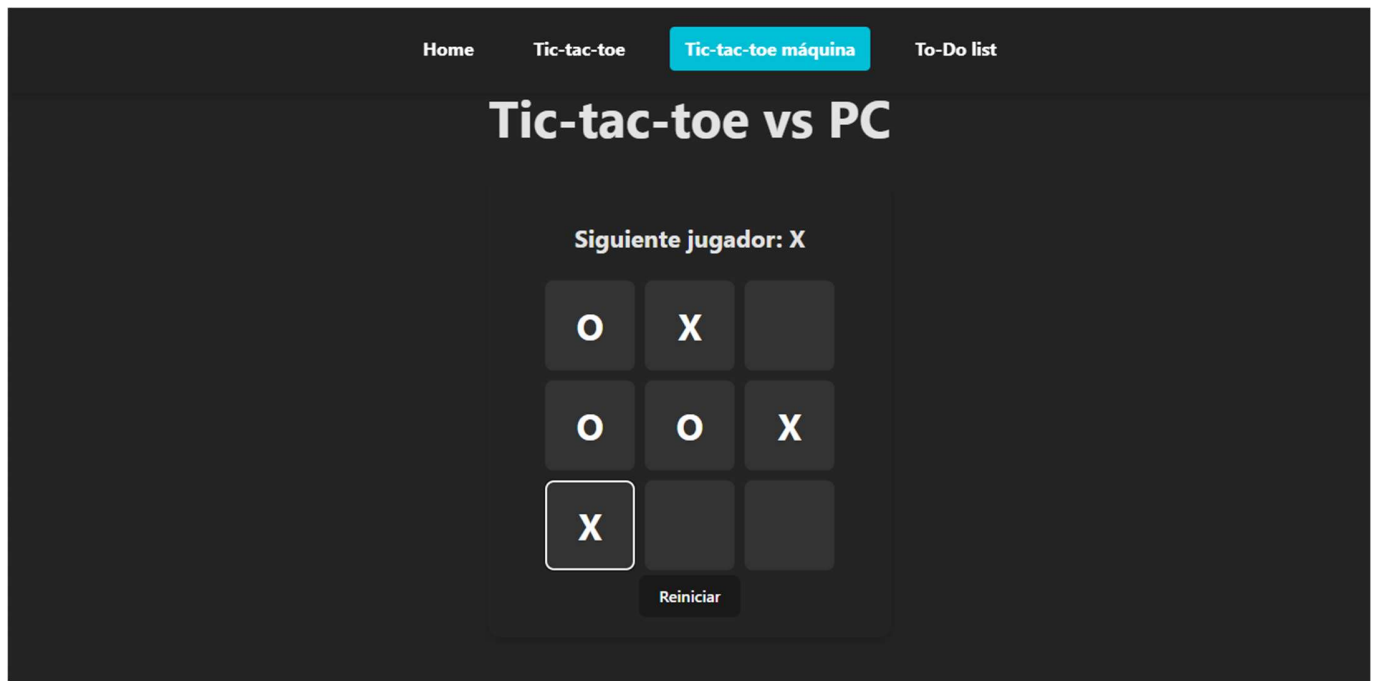 Home Tic-tac-toe Tic-tac-toe máquina To-Do list
Tic-tac-toe vs PC
Siguiente jugador: X
O X
O O X
X
Reiniciar